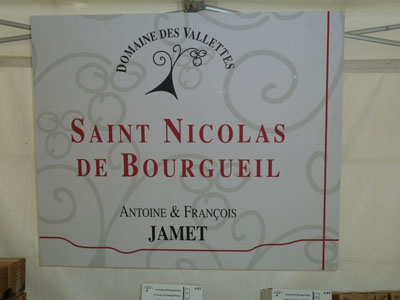 DOMAINE DES VALLETTES
SAINT NICOLAS
DE BOURGUEIL
ANTOINE & FRANÇOIS
JAMET